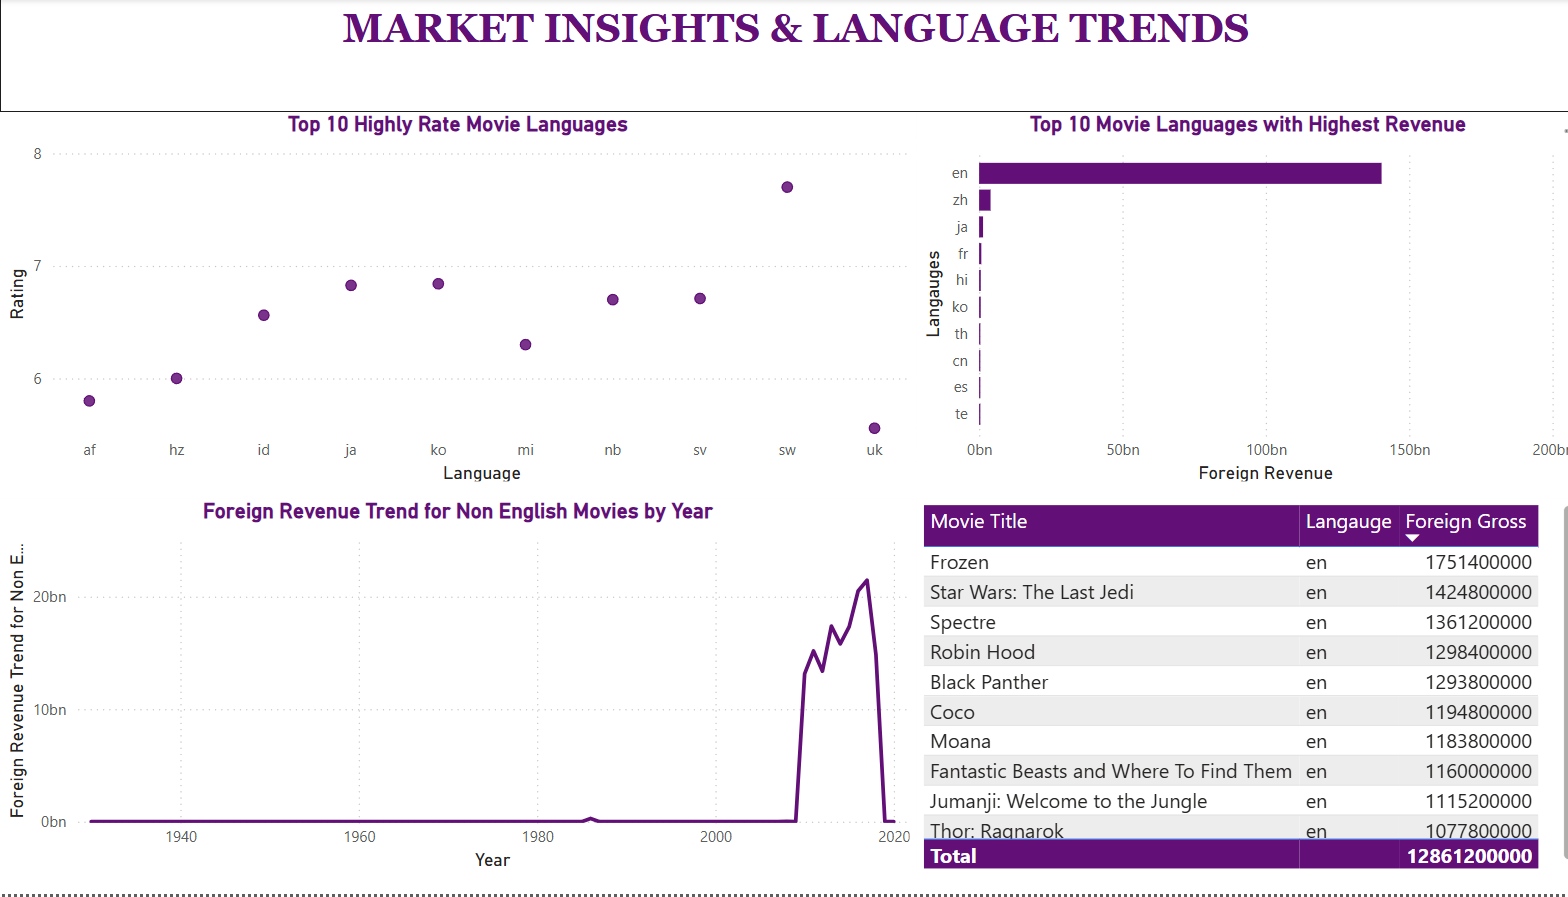 MARKET INSIGHTS & LANGUAGE TRENDS
Top 10 Highly Rate Movie Languages
8
7
6
Rating
af hz id ja ko mi nb sv sw uk
Language
Top 10 Movie Languages with Highest Revenue
en
zh
ja
fr
hi
ko
th
cn
es
te
Langauges
0bn 50bn 100bn 150bn 200bn
Foreign Revenue
Foreign Revenue Trend for Non English Movies by Year
20bn
10bn
0bn
Foreign Revenue Trend for Non E...
1940 1960 1980 2000 2020
Year
Movie Title Langauge Foreign Gross
Frozen en 1751400000
Star Wars: The Last Jedi en 1424800000
Spectre en 1361200000
Robin Hood en 1298400000
Black Panther en 1293800000
Coco en 1194800000
Moana en 1183800000
Fantastic Beasts and Where To Find Them en 1160000000
Jumanji: Welcome to the Jungle en 1115200000
Thor: Ragnarok en 1077800000
Total 12861200000